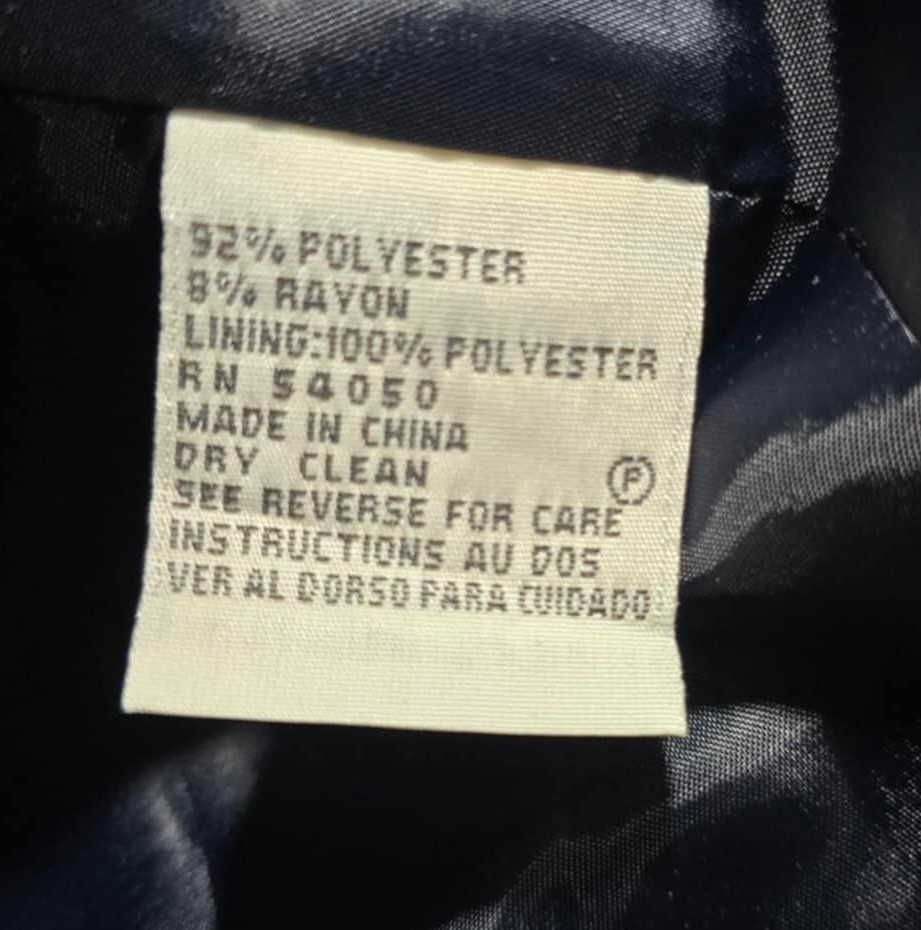 92% POLYESTER
8% RAYON
LINING:100% POLYESTER
RN 54050
MADE IN CHINA
DRY CLEAN
P
SEE REVERSE FOR CARE
INSTRUCTIONS AU DOS
VER AL DORSO PARA CUIDADO